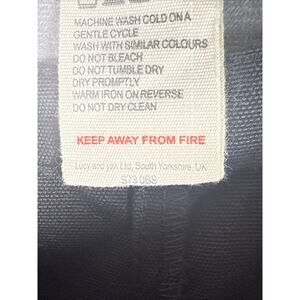 MACHINE WASH COLD ON A
GENTLE CYCLE
WASH WITH SIMILAR COLOURS
DO NOT BLEACH
DO NOT TUMBLE DRY
DRY PROMPTLY
WARM IRON ON REVERSE
DO NOT DRY CLEAN
KEEP AWAY FROM FIRE
Lucy and yak Ltd, South Yorkshire, UK
S73 0BS